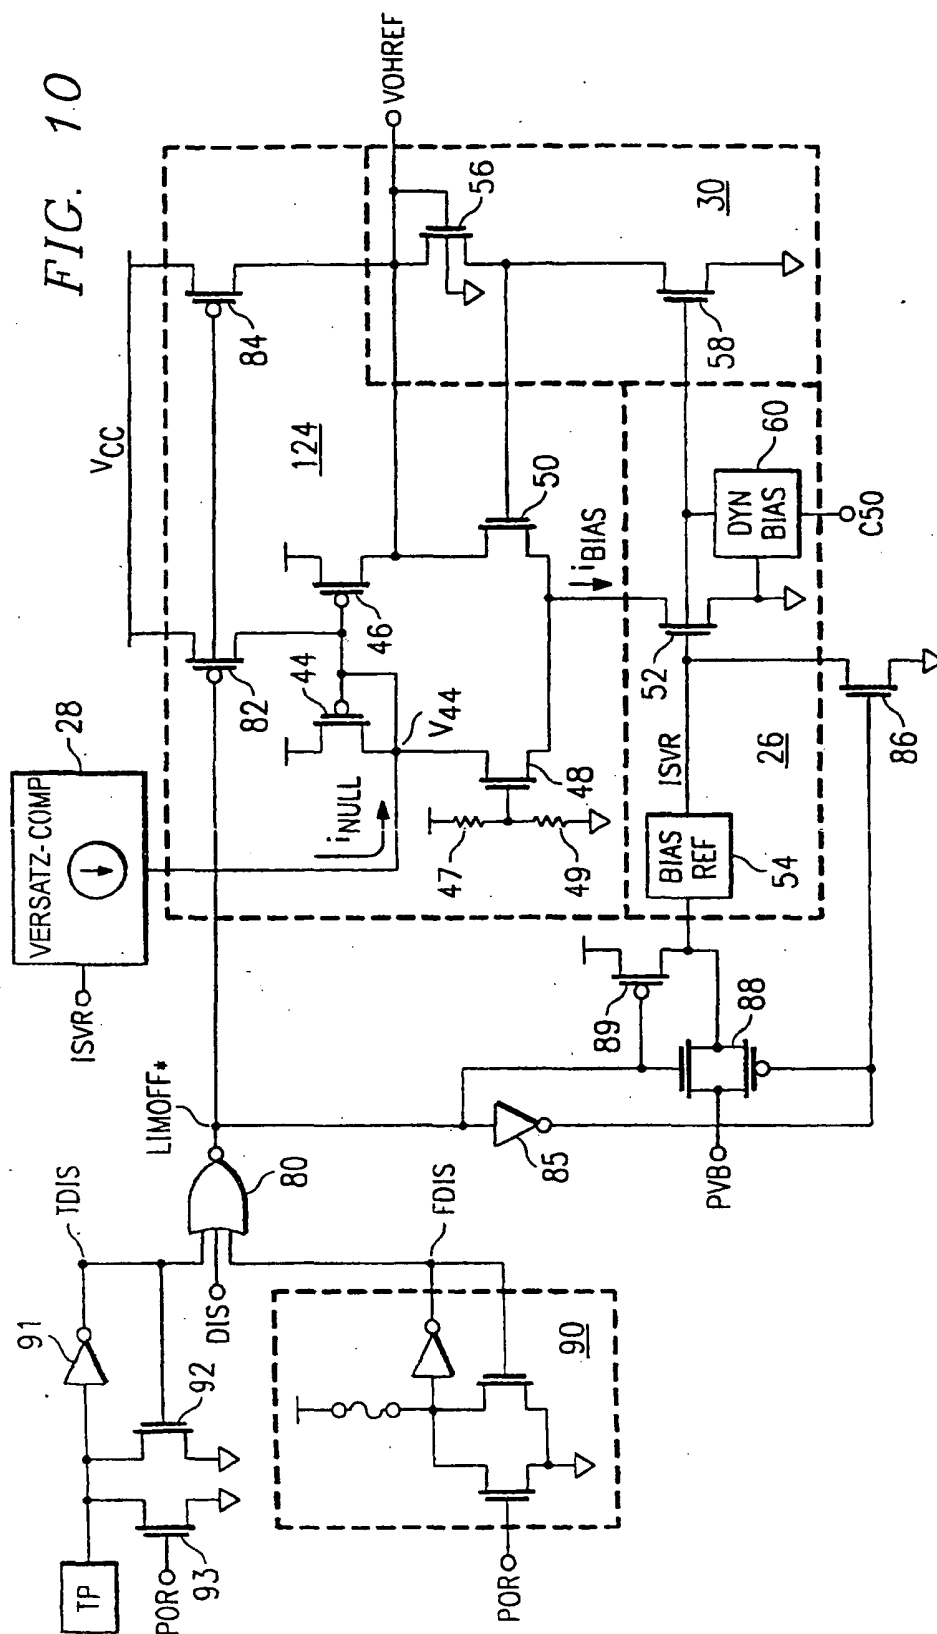 FIG. 10
VCC
VOHREF
84
82
124
56
30
28
VERSATZ-COMP
ISVR
iNULL
44
46
V44
50
48
47
49
iBIAS
58
52
60
DYN
BIAS
C50
ISVR
26
BIAS
REF
54
86
89
88
PVB
85
LIMOFF*
80
TDIS
DIS
FDIS
91
92
93
TP
POR
90
POR